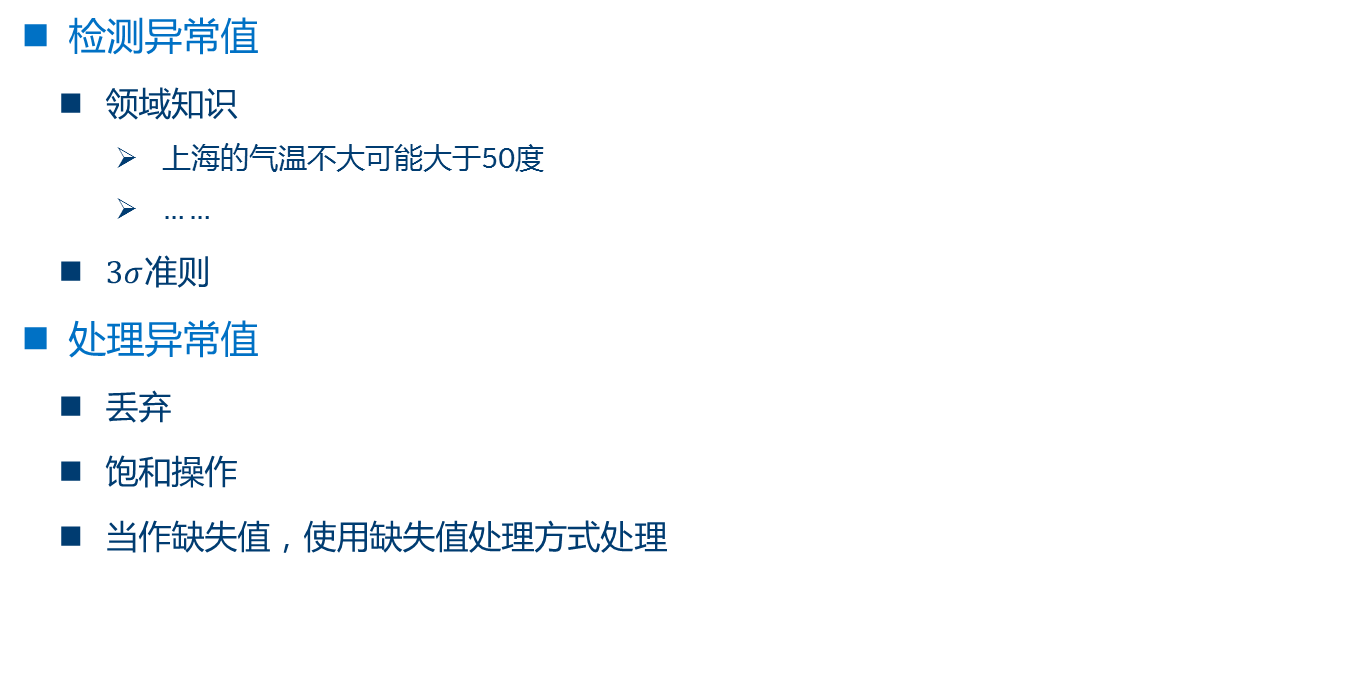 检测异常值
领域知识
上海的气温不大可能大于50度
... ...
3σ准则
处理异常值
丢弃
饱和操作
当作缺失值，使用缺失值处理方式处理